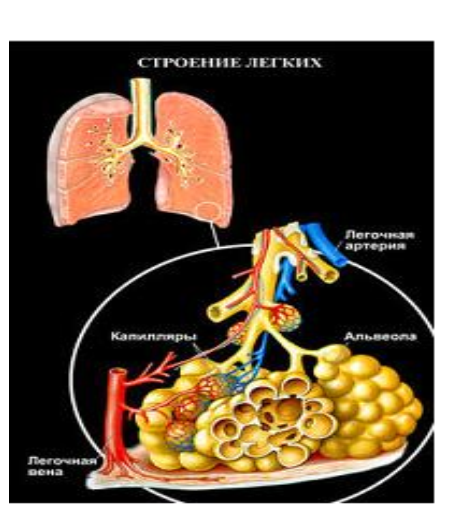 СТРОЕНИЕ ЛЕГКИХ
Легочная
артерия
Капилляры
Альвеола
Легочная
вена